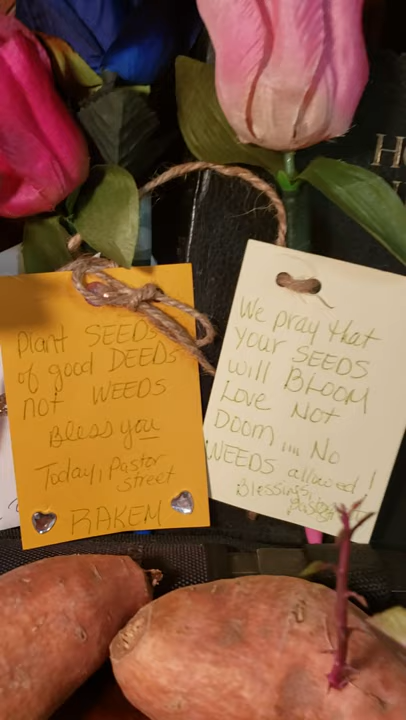 Plant SEEDS
of good DEEDS
not WEEDS
Bless you
Today, Pastor
Street
RAKEM
We pray that
your SEEDS
will BLOOM
Love Not
Doom .... No
WEEDS allowed!
Blessings,
H